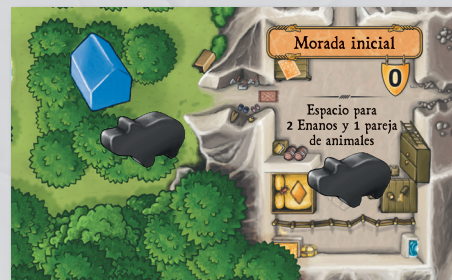 Morada inicial
0
Espacio para
2 Enanos y 1 pareja
de animales